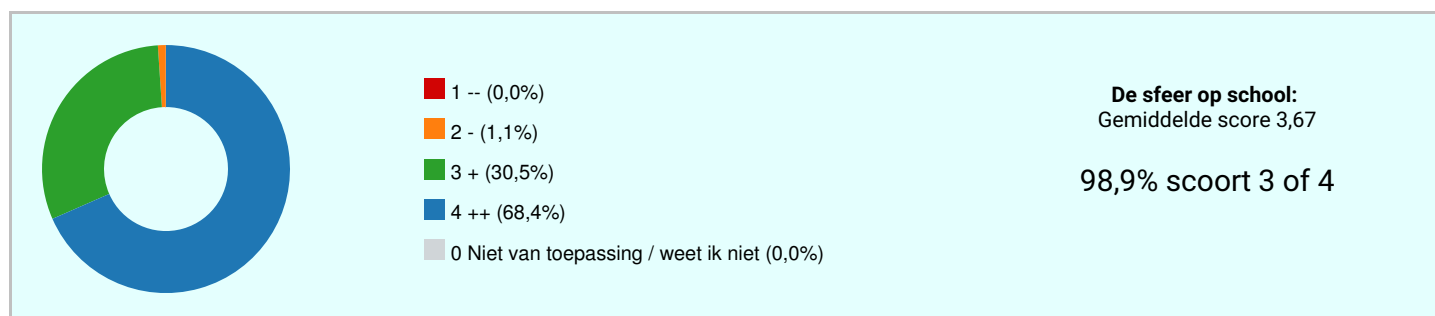 1 -- (0,0%)
2 - (1,1%)
3 + (30,5%)
4 ++ (68,4%)
0 Niet van toepassing / weet ik niet (0,0%)
De sfeer op school:
Gemiddelde score 3,67
98,9% scoort 3 of 4